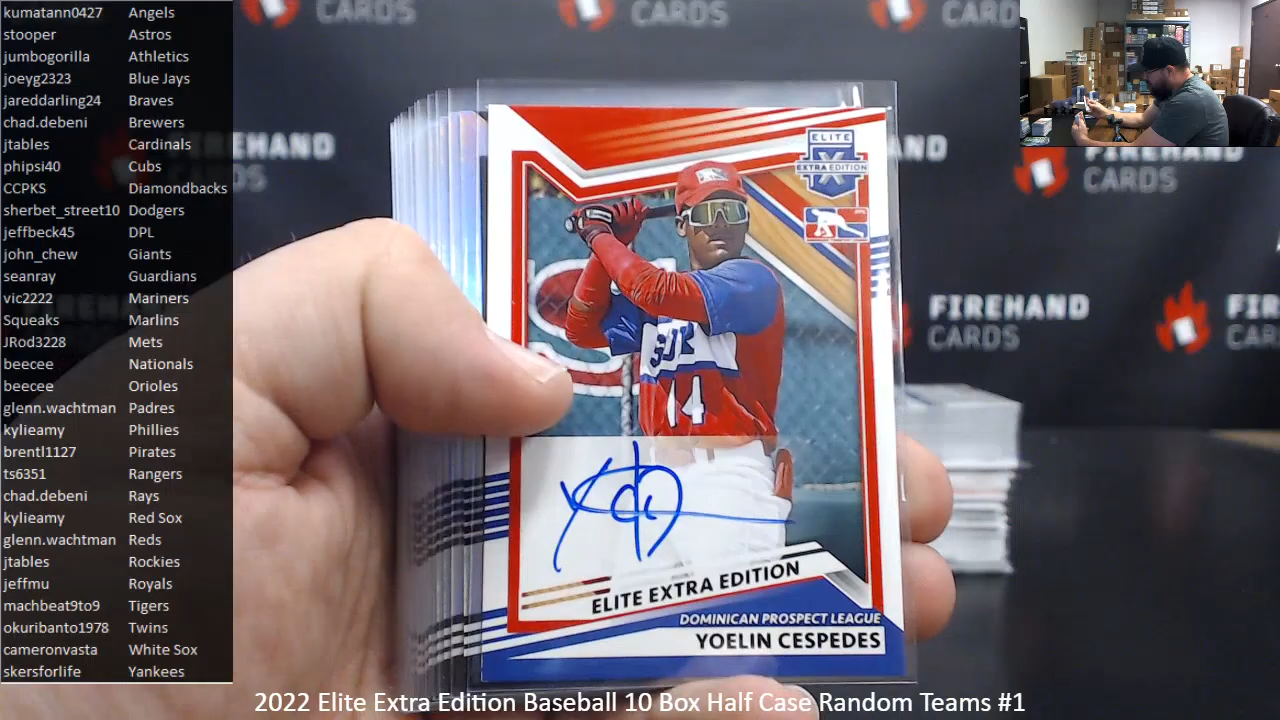 kumatann0427 Angels
stooper Astros
jumbogorilla Athletics
joeyg2323 Blue Jays
jareddarling24 Braves
chad.debeni Brewers
jtables Cardinals
phipsi40 Cubs
CCPKS Diamondbacks
sherbet_street10 Dodgers
jeffbeck45 DPL
john_chew Giants
seanray Guardians
vic2222 Mariners
Squeaks Marlins
JRod3228 Mets
beecee Nationals
beecee Orioles
glenn.wachtman Padres
kylieamy Phillies
brentl1127 Pirates
ts6351 Rangers
chad.debeni Rays
kylieamy Red Sox
glenn.wachtman Reds
jtables Rockies
jeffmu Royals
machbeat9to9 Tigers
okuribanto1978 Twins
cameronvasta White Sox
skersforlife Yankees
CARDS
CARDS
CARDS
FIREHAND
CARDS
FIREHAND
CARDS
ELITE
EXTRA EDITION
14
ELITE EXTRA EDITION
DOMINICAN PROSPECT LEAGUE
YOELIN CESPEDES
2022 Elite Extra Edition Baseball 10 Box Half Case Random Teams #1